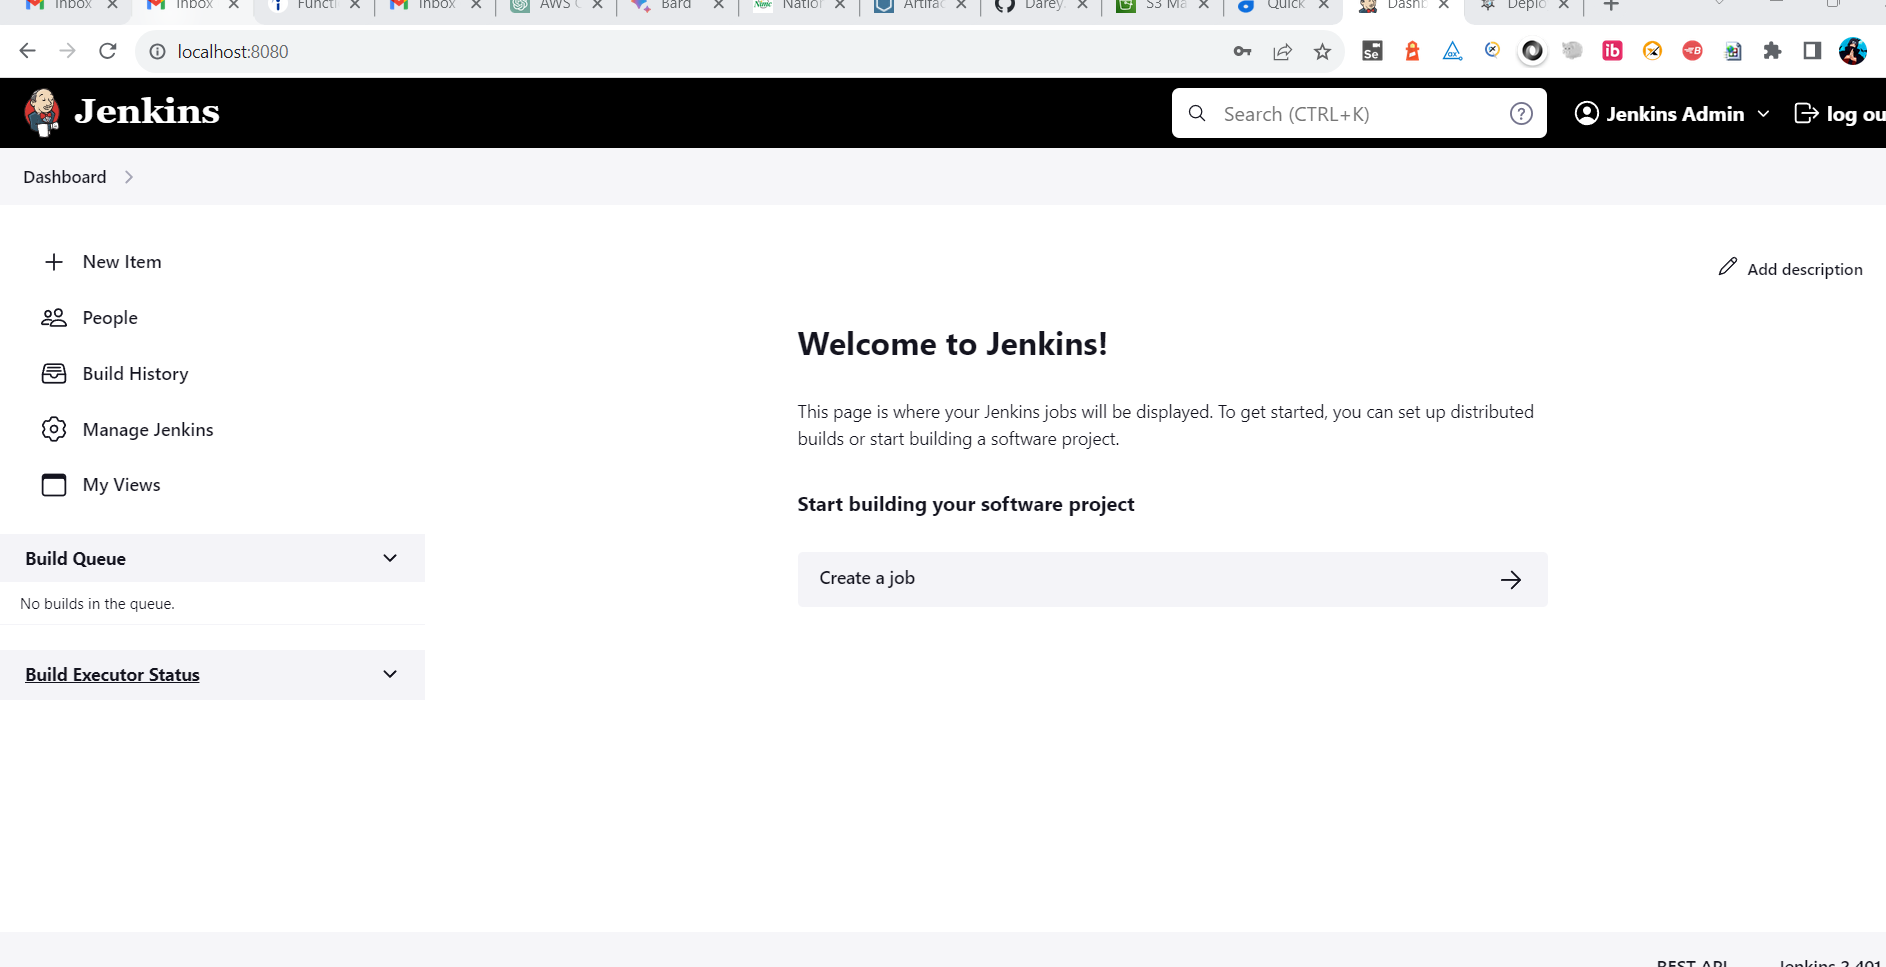 Inbox Inbox Functi Inbox AWS C Bard Nation Artifac Darey. S3 Ma Quick Dashb Deplo
localhost:8080
Se ib B
Jenkins
Search (CTRL+K)
Jenkins Admin
log ou
Dashboard
New Item
Add description
People
Build History
Manage Jenkins
My Views
Welcome to Jenkins!
This page is where your Jenkins jobs will be displayed. To get started, you can set up distributed
builds or start building a software project.
Start building your software project
Create a job
Build Queue
No builds in the queue.
Build Executor Status
REST API
Jenkins 2.401